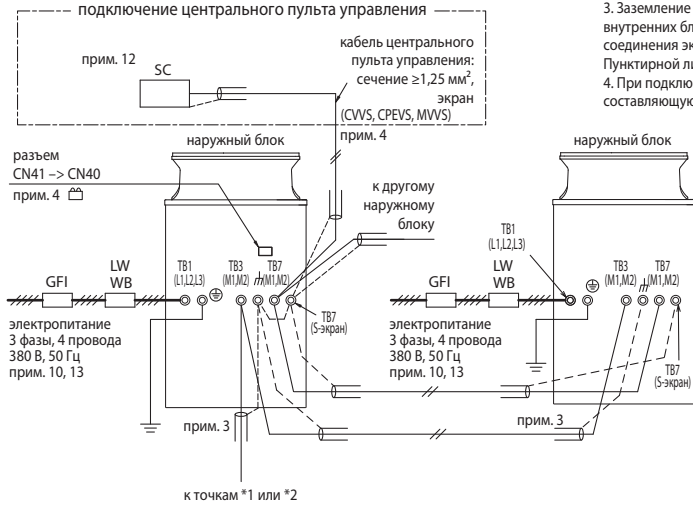 подключение центрального пульта управления
прим. 12
SC
кабель центрального
пульта управления:
сечение ≥1,25 мм²,
экран
(CVVS, CPEVS, MVVS)
прим. 4
3. Заземление
внутренних бл
соединения эк
Пунктирной ли
4. При подклю
составляющую
наружный блок
разъем
CN41 –> CN40
прим. 4
к другому
наружному
блоку
GFI
LW
WB
TB1
(L1,L2,L3)
TB3
(M1,M2)
TB7
(M1,M2)
TB7
(S-экран)
электропитание
3 фазы, 4 провода
380 В, 50 Гц
прим. 10, 13
прим. 3
к точкам *1 или *2
наружный блок
TB1
(L1,L2,L3)
GFI
LW
WB
TB3
(M1,M2)
TB7
(M1,M2)
TB7
(S-экран)
электропитание
3 фазы, 4 провода
380 В, 50 Гц
прим. 10, 13
прим. 3